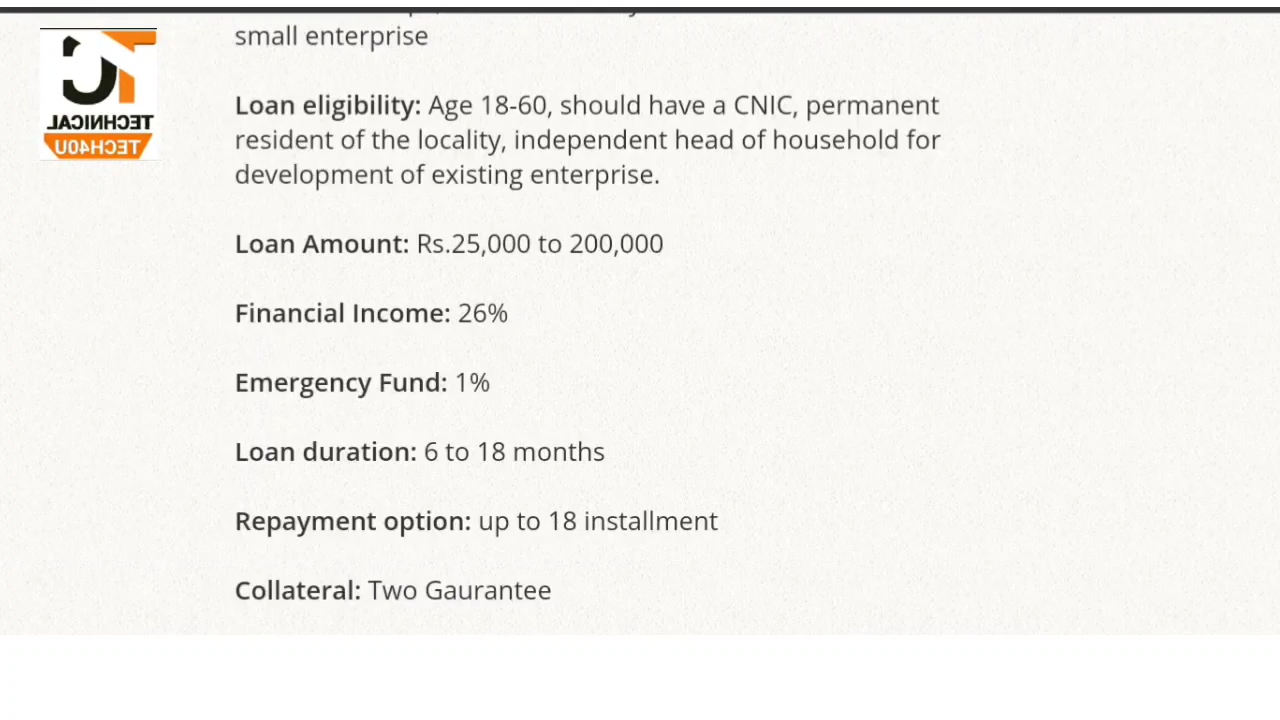 small enterprise
Loan eligibility: Age 18-60, should have a CNIC, permanent
resident of the locality, independent head of household for
development of existing enterprise.
Loan Amount: Rs.25,000 to 200,000
Financial Income: 26%
Emergency Fund: 1%
Loan duration: 6 to 18 months
Repayment option: up to 18 installment
Collateral: Two Gaurantee
TC
TECHNICAL
TECH4OU